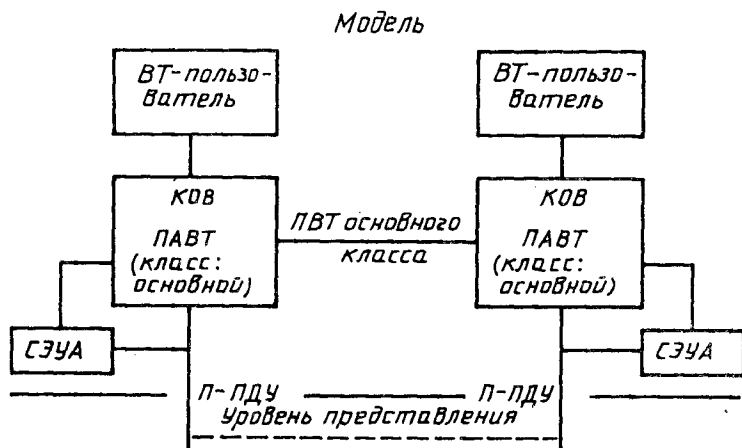 Модель
ВТ-пользо-
ватель
ВТ-пользо-
ватель
КОВ
ПАВТ
(класс:
основной)
ПВТ основного
класса
КОВ
ПАВТ
(класс:
основной)
СЭУА
СЭУА
П-ПДУ
П-ПДУ
Уровень представления